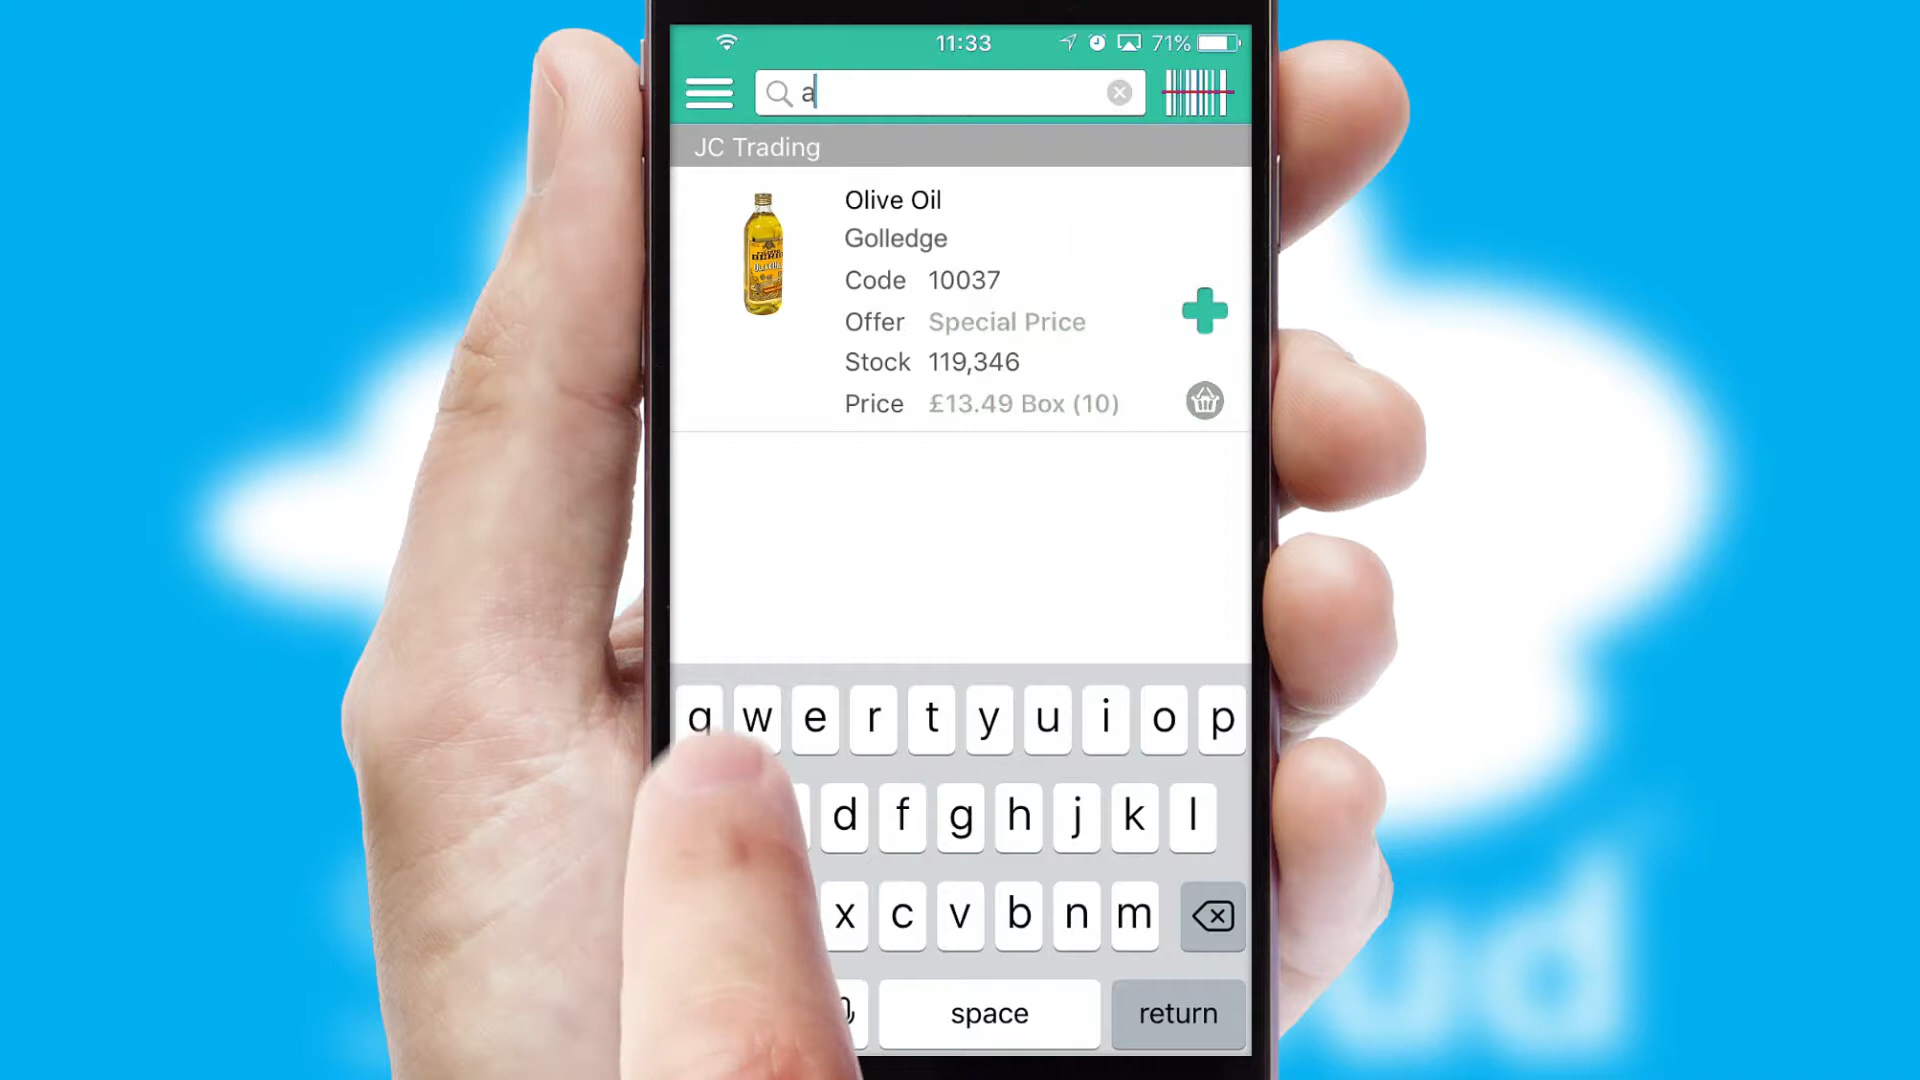 11:33 71%
a
JC Trading
Olive Oil
Golledge
Code 10037
Offer Special Price
Stock 119,346
Price £13.49 Box (10)
q w e r t y u i o p
d f g h j k l
x c v b n m
space return